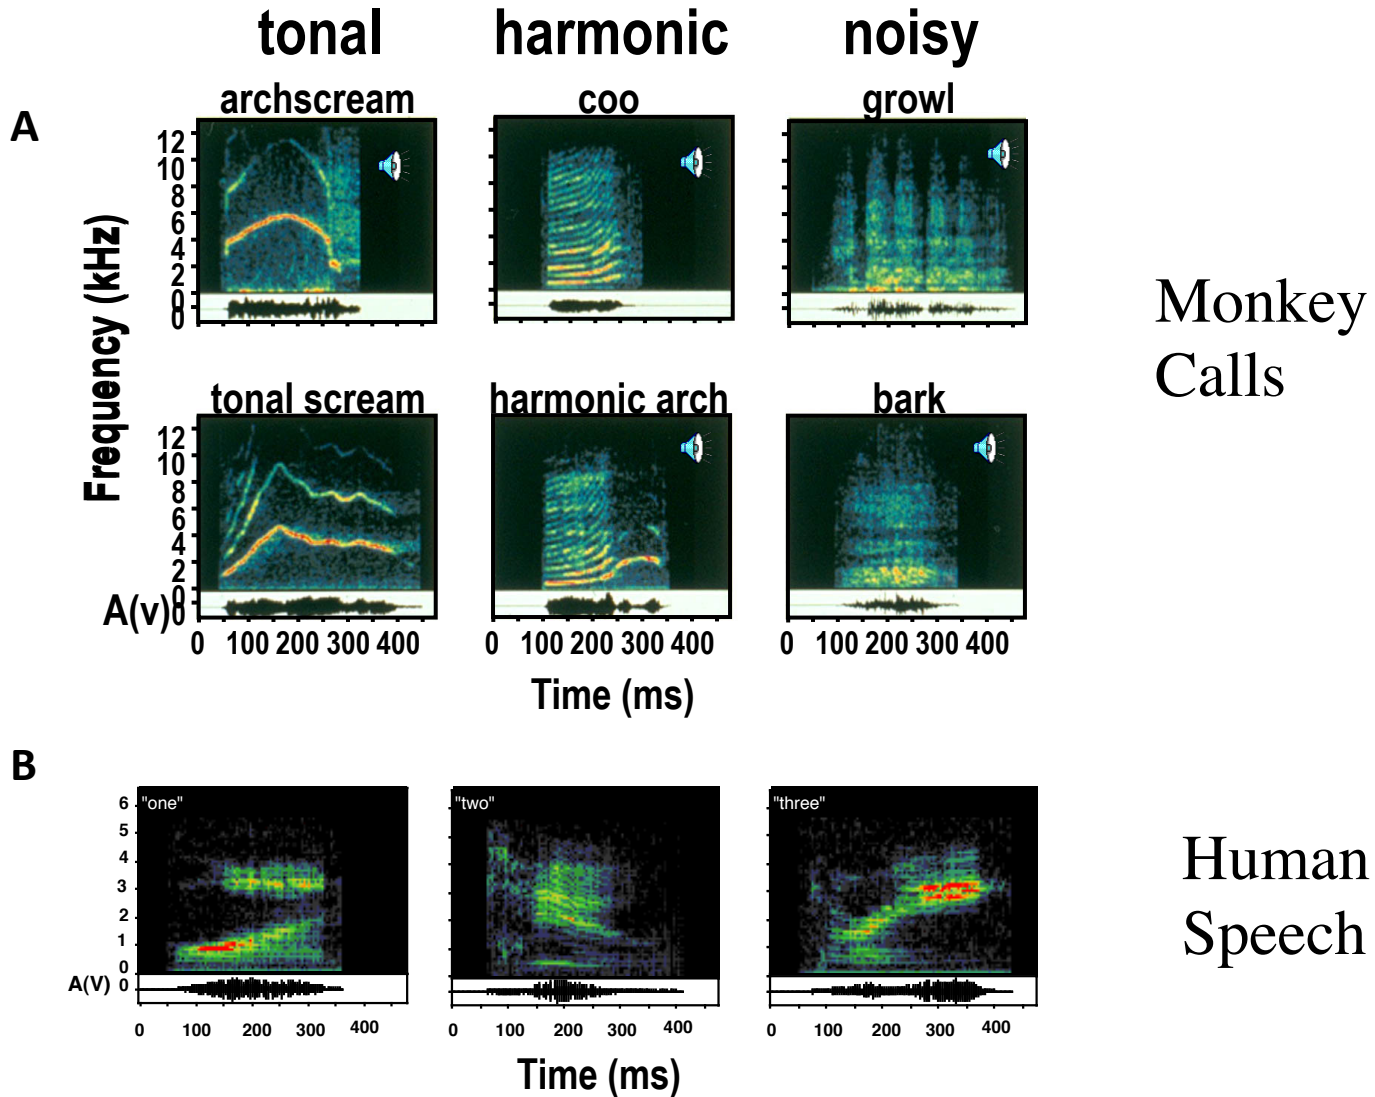 tonal harmonic noisy
A
archscream coo growl
Frequency (kHz)
12
10
8
6
4
2
0
0
Monkey
Calls
tonal scream harmonic arch bark
12
10
8
6
4
2
0
A(v) 0
0 100 200 300 400 0 100 200 300 400 0 100 200 300 400
Time (ms)
B
"one" "two" "three"
6
5
4
3
2
1
0
A(V) 0
0 100 200 300 400 0 100 200 300 400 0 100 200 300 400
Time (ms)
Human
Speech